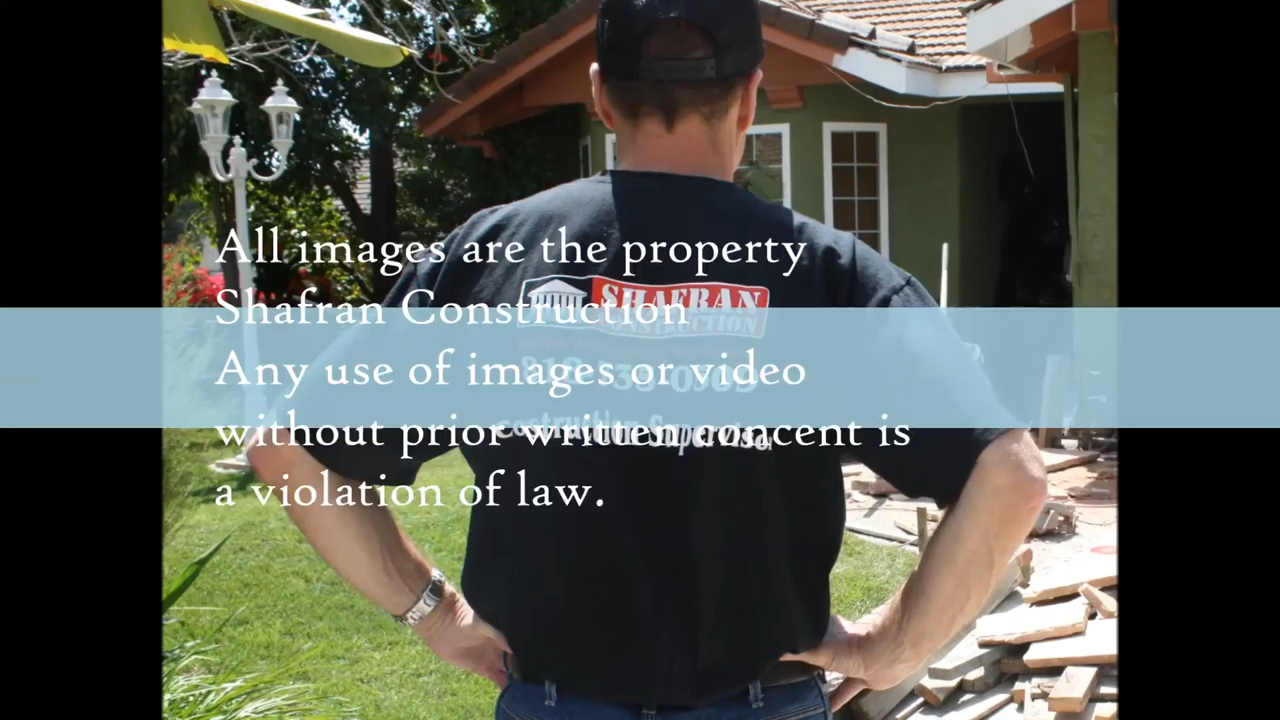 All images are the property
Shafran Construction
Any use of images or video
without prior written concent is
a violation of law.
SHAFRAN
CONSTRUCTION